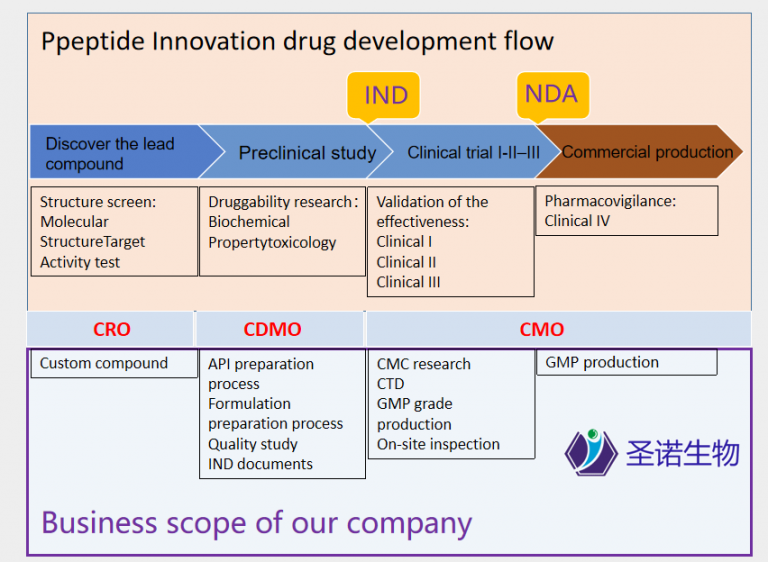 Ppeptide Innovation drug development flow
IND
NDA
Discover the lead
compound
Preclinical study
Clinical trial I-II–III
Commercial production
Structure screen:
Molecular
StructureTarget
Activity test
Druggability research：
Biochemical
Propertytoxicology
Validation of the
effectiveness:
Clinical I
Clinical II
Clinical III
Pharmacovigilance:
Clinical IV
CRO
CDMO
CMO
Custom compound
API preparation
process
Formulation
preparation process
Quality study
IND documents
CMC research
CTD
GMP grade
production
On-site inspection
GMP production
圣诺生物
Business scope of our company